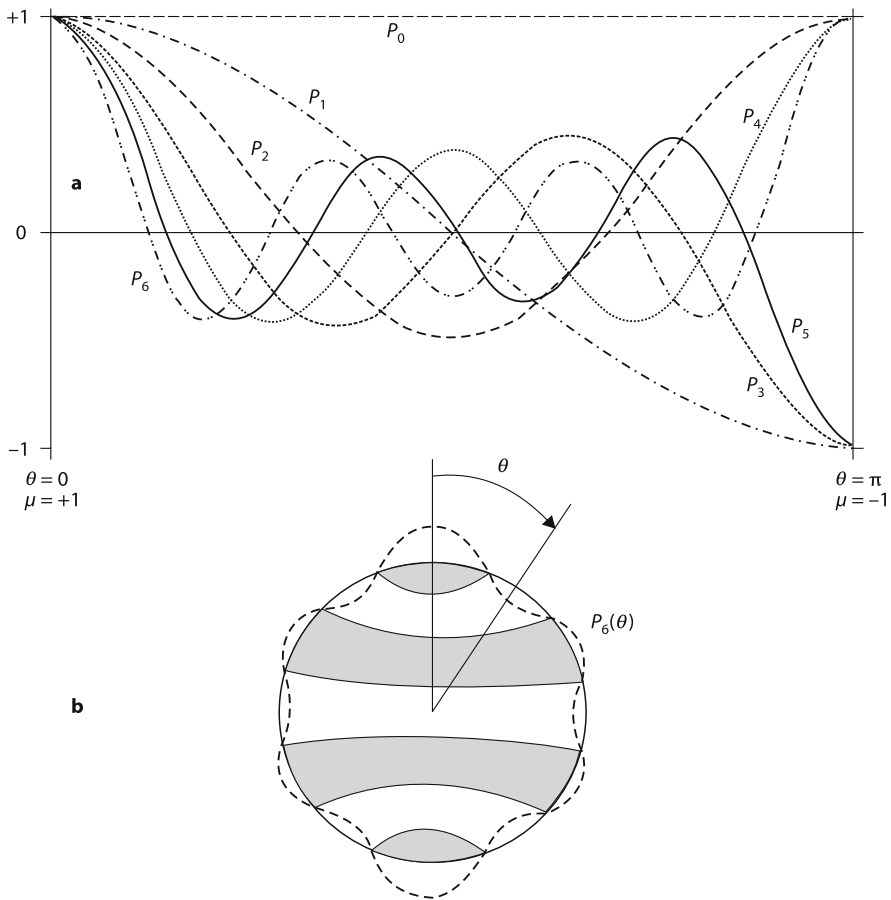 +1
P0
P1
P2
P4
a
0
P6
P5
P3
−1
θ = 0
μ = +1
θ = π
μ = −1
θ
P6(θ)
b